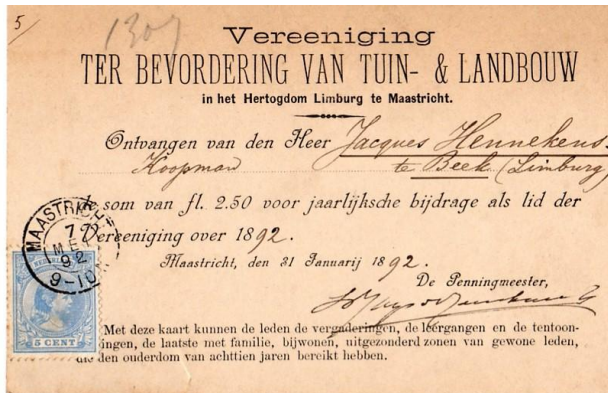 5
1307
Vereeniging
TER BEVORDERING VAN TUIN- & LANDBOUW
in het Hertogdom Limburg te Maastricht.
Ontvangen van den Heer Jacques Hennekens.
Koopman te Beek (Limburg)
de som van fl. 2.50 voor jaarlijksche bijdrage als lid der
Vereeniging over 1892.
Maastricht, den 31 Januarij 1892.
De Penningmeester,
MAASTRICHT
7
ME
92
9-10
5 CENT
Met deze kaart kunnen de leden de vergaderingen, de leergangen en de tentoon-
ingen, de laatste met familie, bijwonen, uitgezonderd zonen van gewone leden,
die den ouderdom van achttien jaren bereikt hebben.